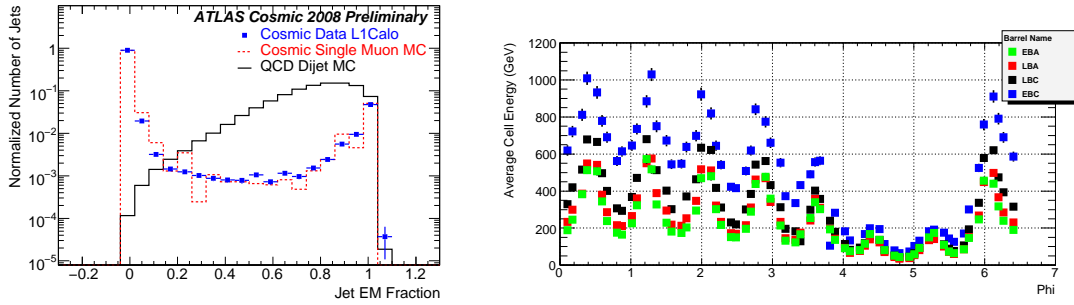 ATLAS Cosmic 2008 Preliminary
Cosmic Data L1Calo
Cosmic Single Muon MC
QCD Dijet MC
Normalized Number of Jets
1
10⁻¹
10⁻²
10⁻³
10⁻⁴
10⁻⁵
−0.2 0 0.2 0.4 0.6 0.8 1 1.2
Jet EM Fraction
Barrel Name
EBA
LBA
LBC
EBC
Average Cell Energy (GeV)
1200
1000
800
600
400
200
0
0 1 2 3 4 5 6 7
Phi